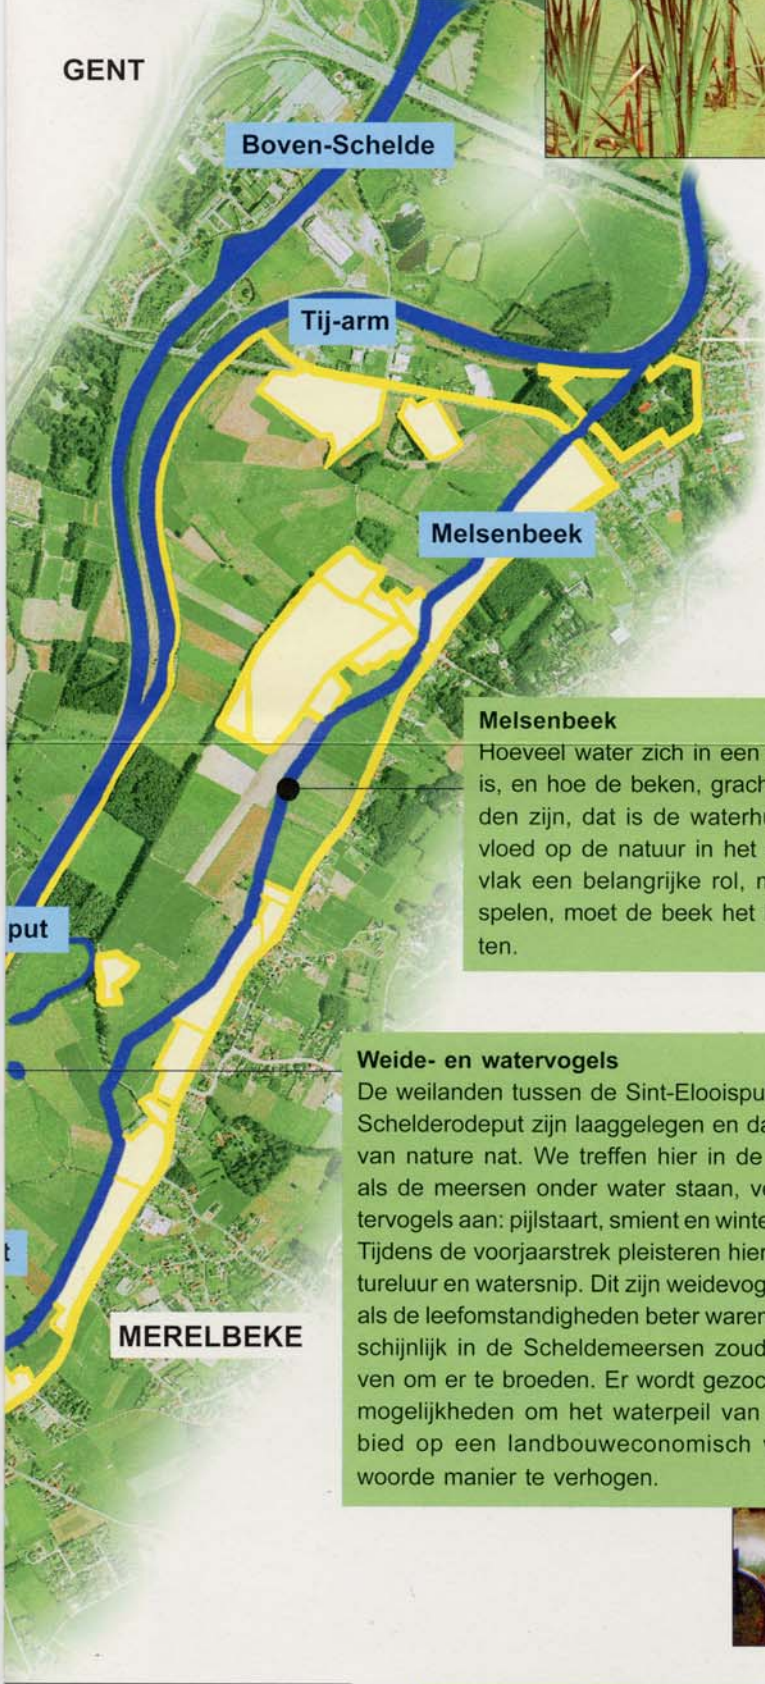 GENT
Boven-Schelde
Tij-arm
Melsenbeek
Melsenbeek
Hoeveel water zich in een
is, en hoe de beken, grach
den zijn, dat is de waterhu
vloed op de natuur in het
vlak een belangrijke rol, m
spelen, moet de beek het
ten.
put
Weide- en watervogels
De weilanden tussen de Sint-Elooispu
Schelderodeput zijn laaggelegen en da
van nature nat. We treffen hier in de
als de meersen onder water staan, ve
tervogels aan: pijlstaart, smient en winte
Tijdens de voorjaarstrek pleisteren hier
tureluur en watersnip. Dit zijn weidevog
als de leefomstandigheden beter waren
schijnlijk in de Scheldemeersen zoud
ven om er te broeden. Er wordt gezoc
mogelijkheden om het waterpeil van
bied op een landbouweconomisch v
woorde manier te verhogen.
t
MERELBEKE